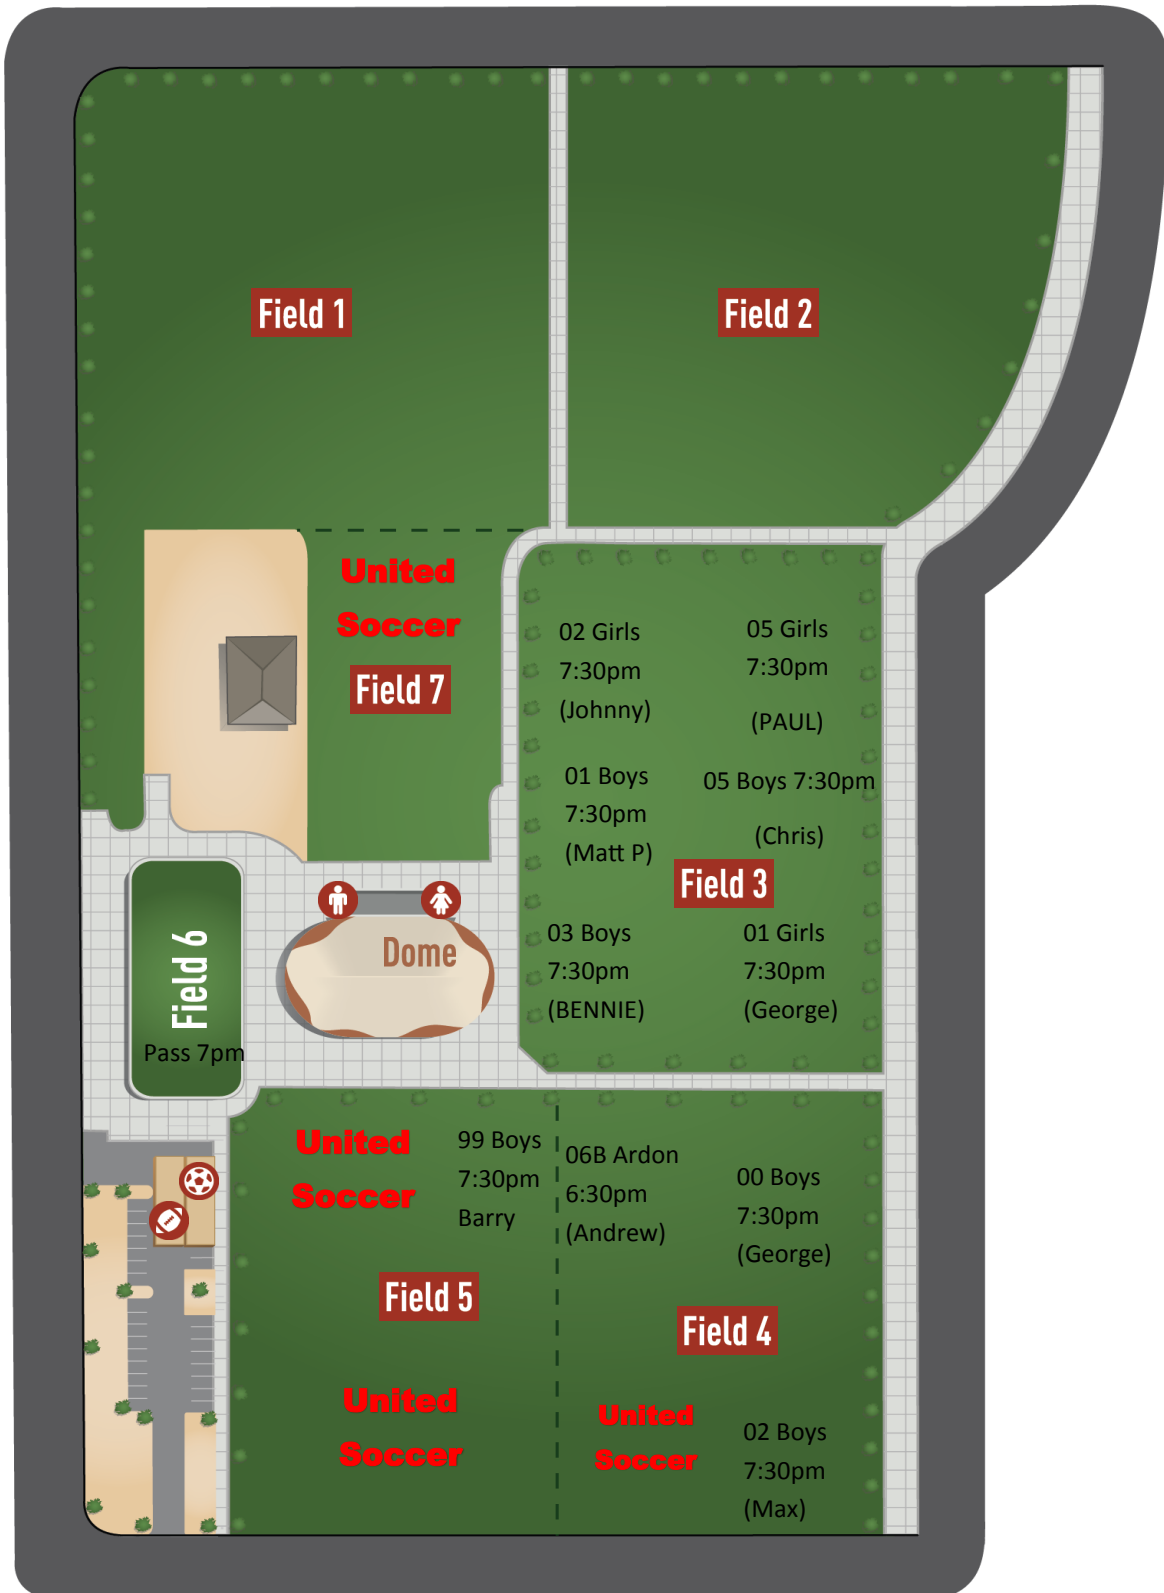 Field 1
Field 2
United
Soccer
Field 7
02 Girls
7:30pm
(Johnny)
05 Girls
7:30pm
(PAUL)
01 Boys
7:30pm
(Matt P)
05 Boys 7:30pm
(Chris)
Field 3
03 Boys
7:30pm
(BENNIE)
01 Girls
7:30pm
(George)
Dome
Field 6
Pass 7pm
United
Soccer
99 Boys
7:30pm
Barry
06B Ardon
6:30pm
(Andrew)
00 Boys
7:30pm
(George)
Field 5
Field 4
United
Soccer
United
Soccer
02 Boys
7:30pm
(Max)